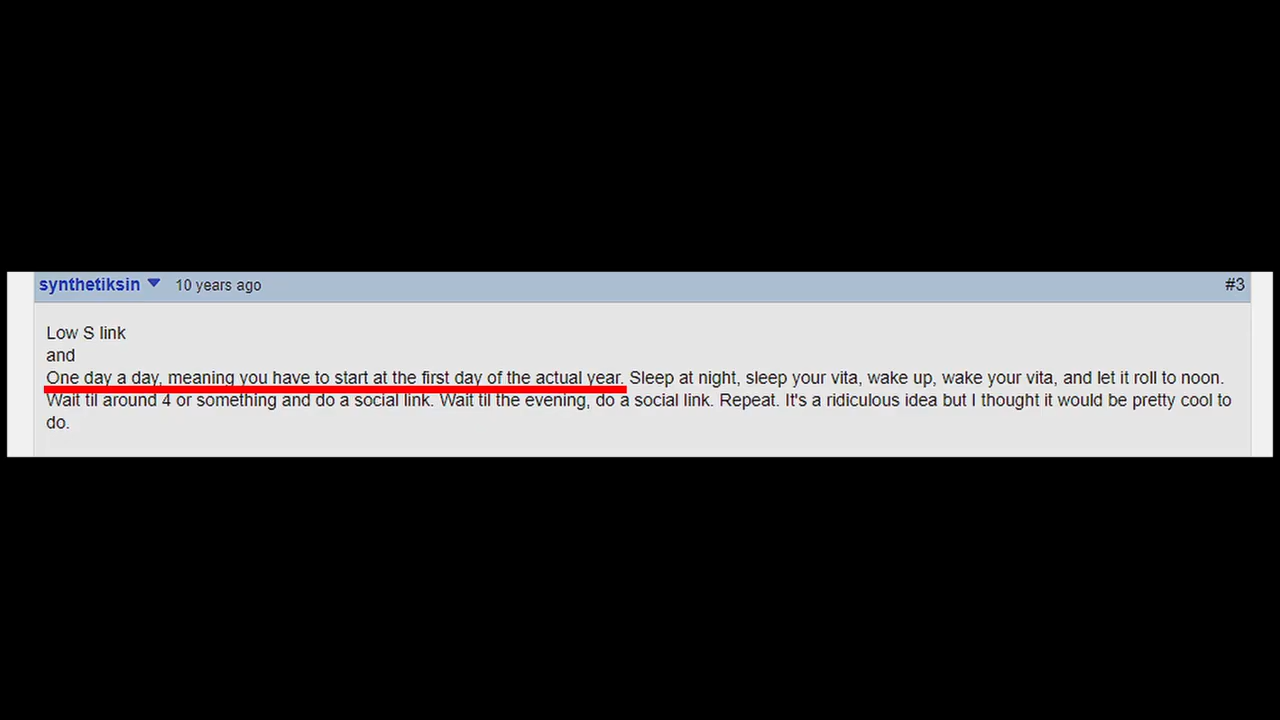 synthetiksin 10 years ago #3
Low S link
and
One day a day, meaning you have to start at the first day of the actual year. Sleep at night, sleep your vita, wake up, wake your vita, and let it roll to noon.
Wait til around 4 or something and do a social link. Wait til the evening, do a social link. Repeat. It's a ridiculous idea but I thought it would be pretty cool to
do.